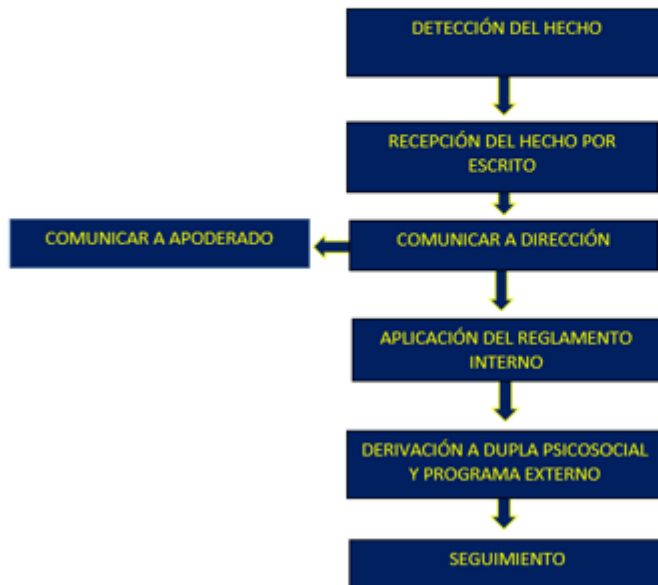 DETECCIÓN DEL HECHO
RECEPCIÓN DEL HECHO POR
ESCRITO
COMUNICAR A APODERADO
COMUNICAR A DIRECCIÓN
APLICACIÓN DEL REGLAMENTO
INTERNO
DERIVACIÓN A DUPLA PSICOSOCIAL
Y PROGRAMA EXTERNO
SEGUIMIENTO